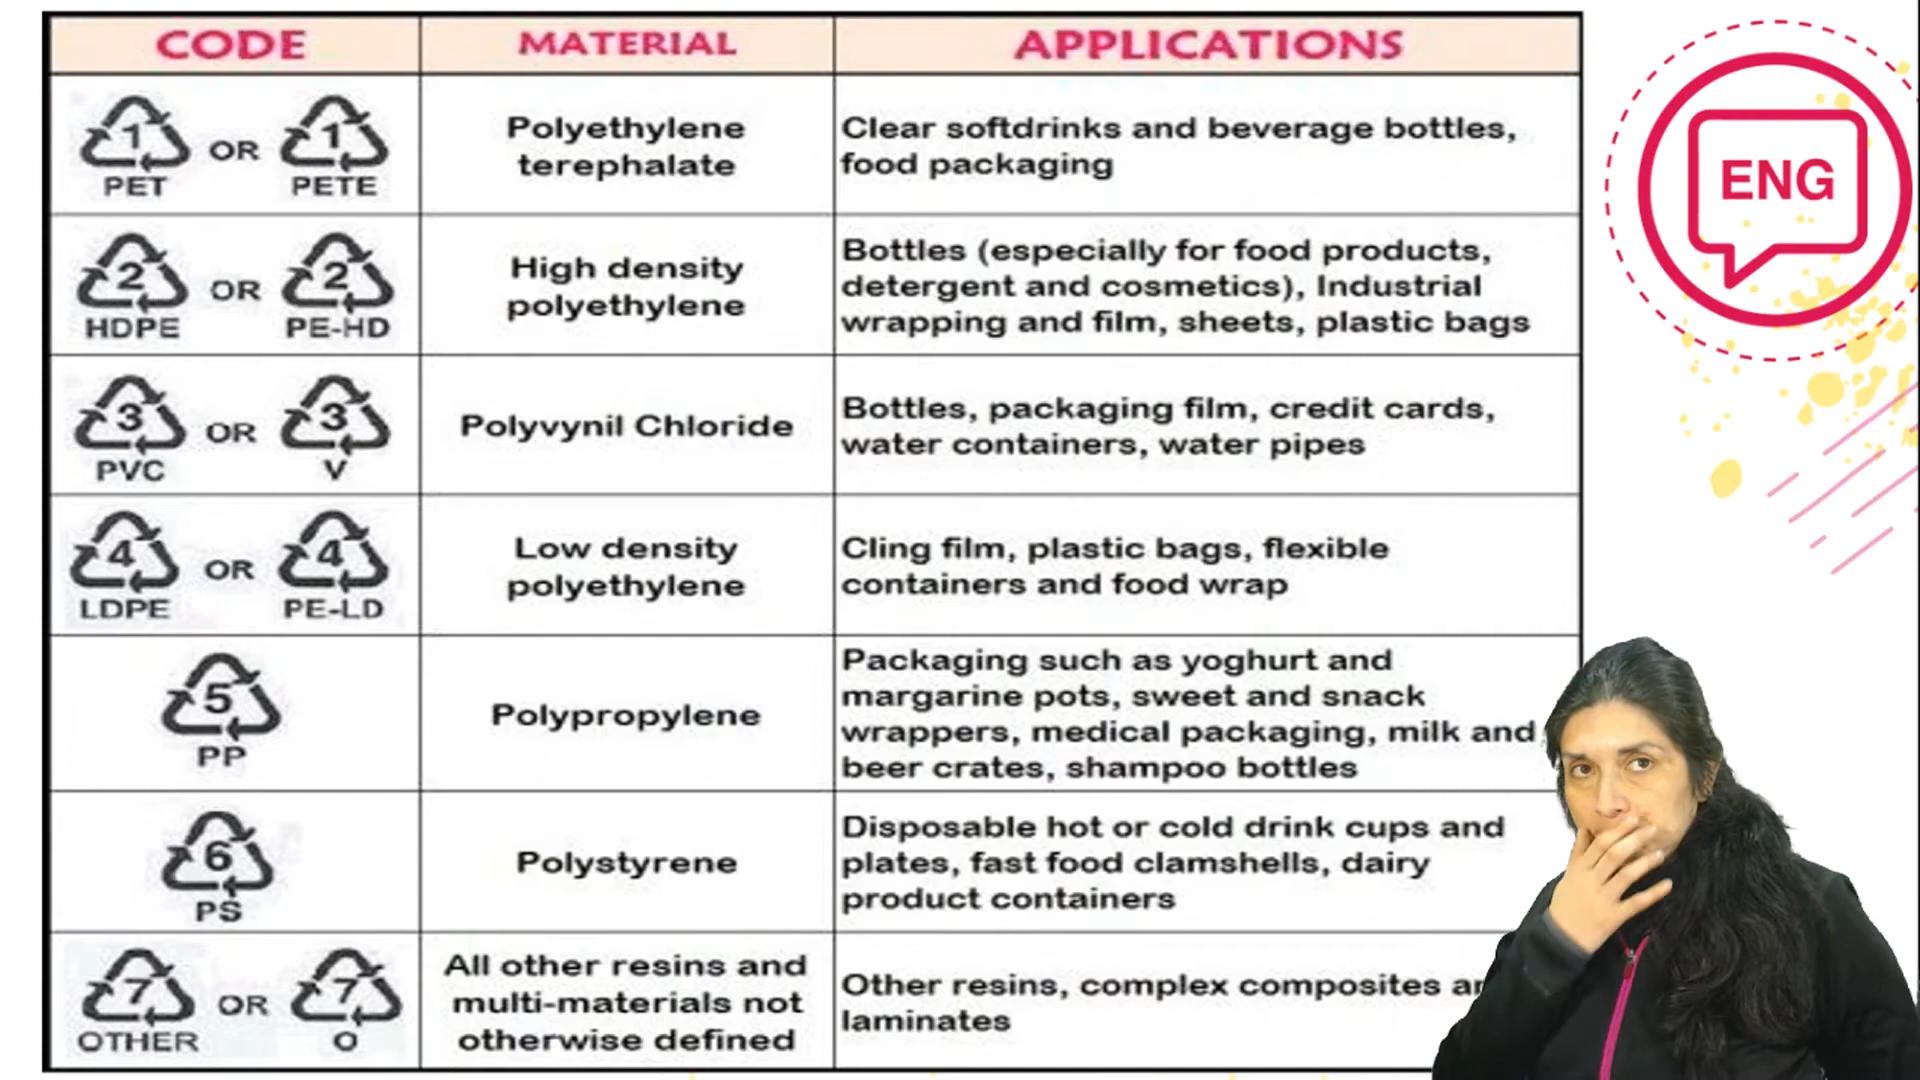 CODE MATERIAL APPLICATIONS
1 OR 1
PET PETE
Polyethylene
terephalate
Clear softdrinks and beverage bottles,
food packaging
2 OR 2
HDPE PE-HD
High density
polyethylene
Bottles (especially for food products,
detergent and cosmetics), Industrial
wrapping and film, sheets, plastic bags
3 OR 3
PVC V
Polyvynil Chloride
Bottles, packaging film, credit cards,
water containers, water pipes
4 OR 4
LDPE PE-LD
Low density
polyethylene
Cling film, plastic bags, flexible
containers and food wrap
5
PP
Polypropylene
Packaging such as yoghurt and
margarine pots, sweet and snack
wrappers, medical packaging, milk and
beer crates, shampoo bottles
6
PS
Polystyrene
Disposable hot or cold drink cups and
plates, fast food clamshells, dairy
product containers
7 OR 7
OTHER O
All other resins and
multi-materials not
otherwise defined
Other resins, complex composites
laminates
ENG